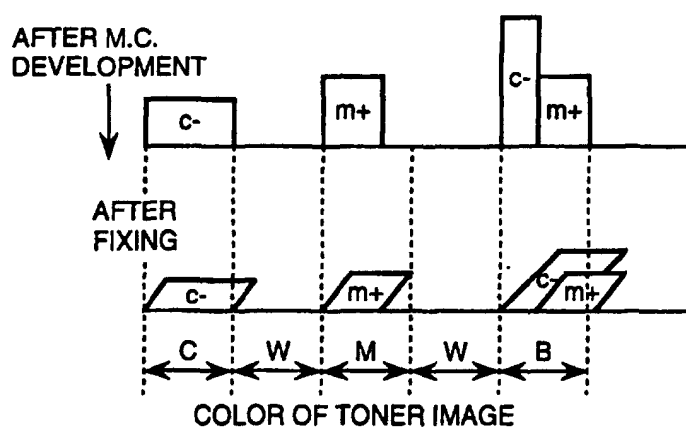 AFTER M.C.
DEVELOPMENT
c-
m+
c-
m+
AFTER
FIXING
c-
m+
c-
m+
C W M W B
COLOR OF TONER IMAGE